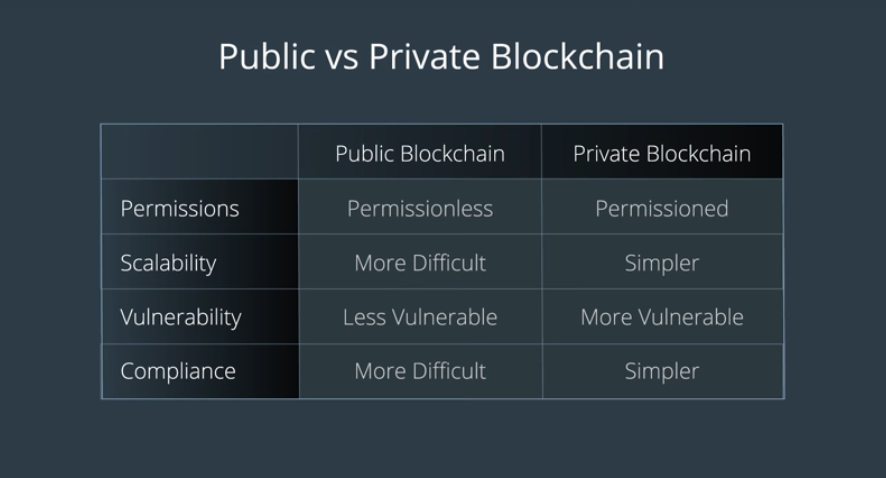 Public vs Private Blockchain
Public Blockchain Private Blockchain
Permissions Permissionless Permissioned
Scalability More Difficult Simpler
Vulnerability Less Vulnerable More Vulnerable
Compliance More Difficult Simpler